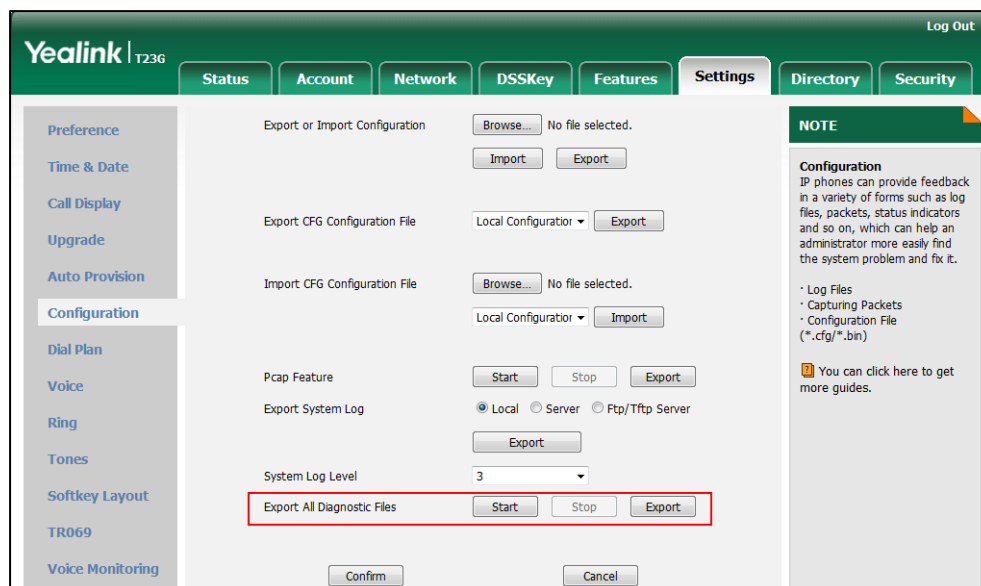 Log Out
Yealink T23G
Status Account Network DSSKey Features Settings Directory Security
Preference
Time & Date
Call Display
Upgrade
Auto Provision
Configuration
Dial Plan
Voice
Ring
Tones
Softkey Layout
TR069
Voice Monitoring
Export or Import Configuration Browse... No file selected.
Import Export
Export CFG Configuration File Local Configuration Export
Import CFG Configuration File Browse... No file selected.
Local Configuration Import
Pcap Feature Start Stop Export
Export System Log Local Server Ftp/Tftp Server
Export
System Log Level 3
Export All Diagnostic Files Start Stop Export
Confirm Cancel
NOTE
Configuration
IP phones can provide feedback
in a variety of forms such as log
files, packets, status indicators
and so on, which can help an
administrator more easily find
the system problem and fix it.
· Log Files
· Capturing Packets
· Configuration File
(*.cfg/*.bin)
You can click here to get
more guides.